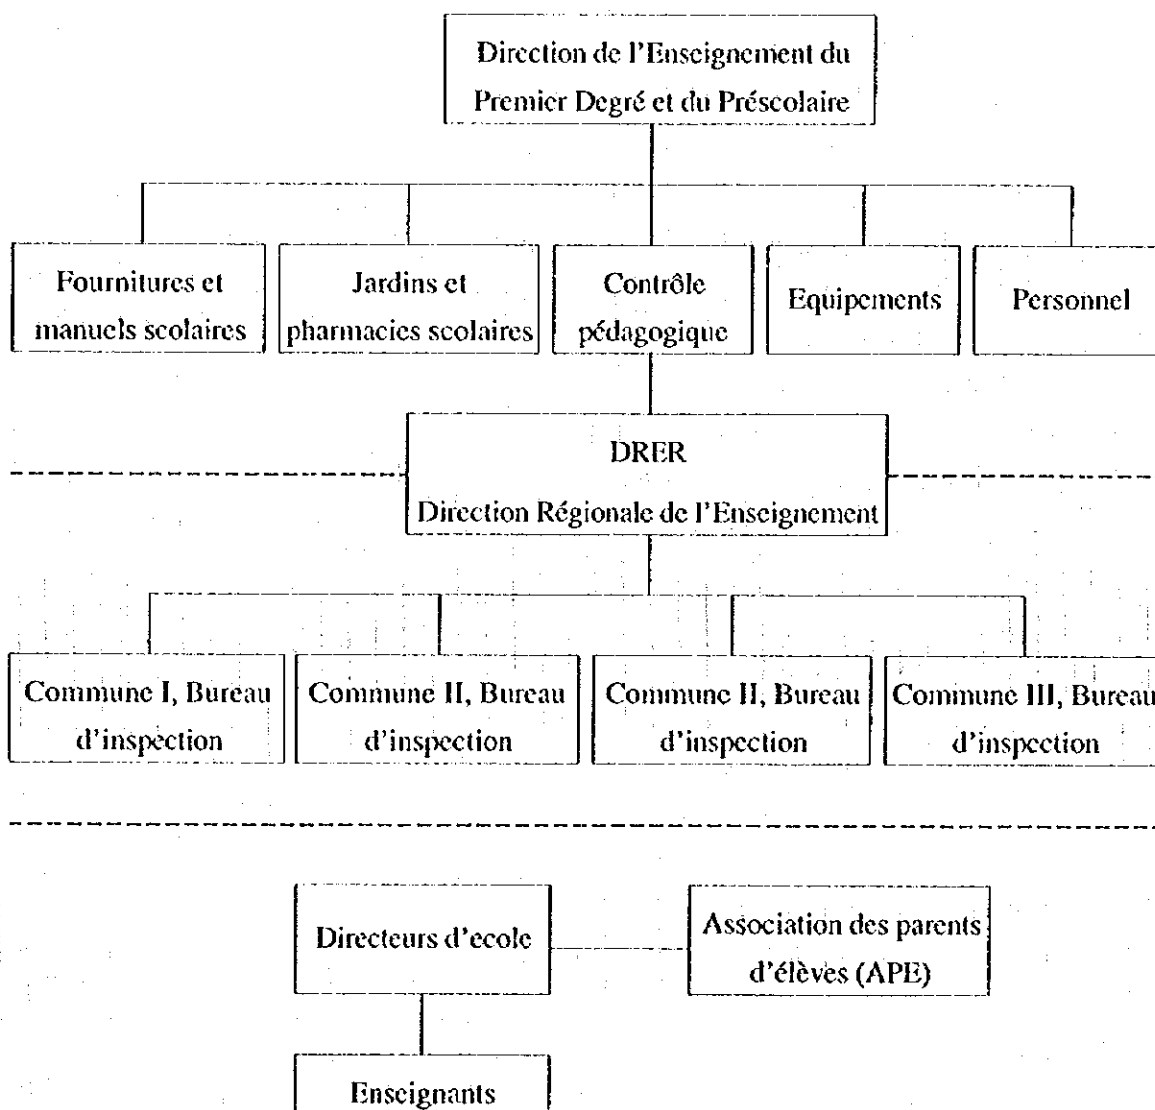 Direction de l'Enseignement du
Premier Degré et du Préscolaire
Fournitures et
manuels scolaires
Jardins et
pharmacies scolaires
Contrôle
pédagogique
Equipements
Personnel
DRER
Direction Régionale de l'Enseignement
Commune I, Bureau
d'inspection
Commune II, Bureau
d'inspection
Commune II, Bureau
d'inspection
Commune III, Bureau
d'inspection
Directeurs d'ecole
Association des parents
d'élèves (APE)
Enseignants